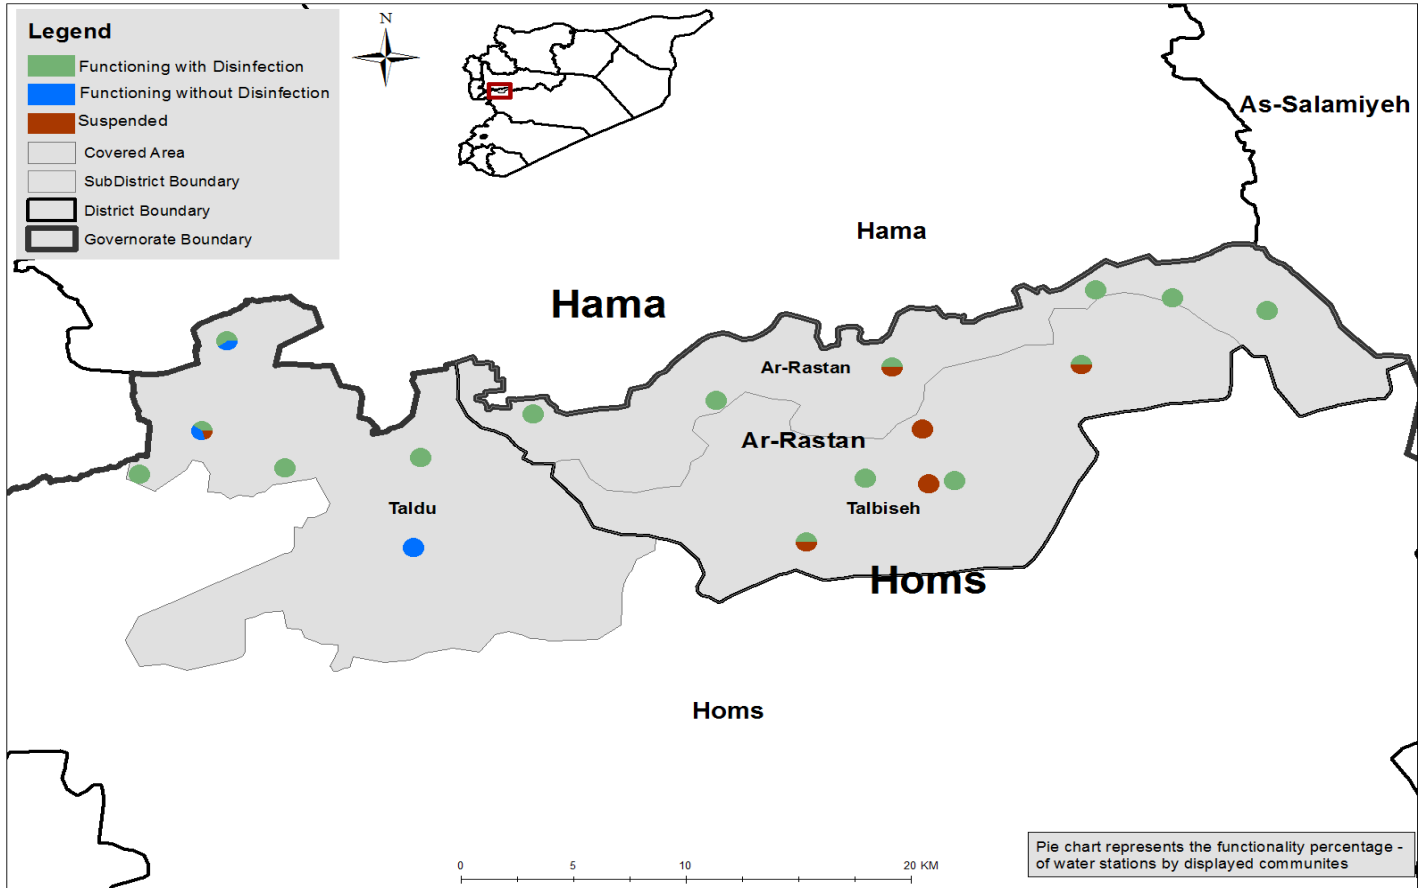 Legend
Functioning with Disinfection
Functioning without Disinfection
Suspended
Covered Area
SubDistrict Boundary
District Boundary
Governorate Boundary
N
As-Salamiyeh
Hama
Hama
Ar-Rastan
Ar-Rastan
Taldu
Talbiseh
Homs
Homs
0 5 10 20 KM
Pie chart represents the functionality percentage -
of water stations by displayed communites